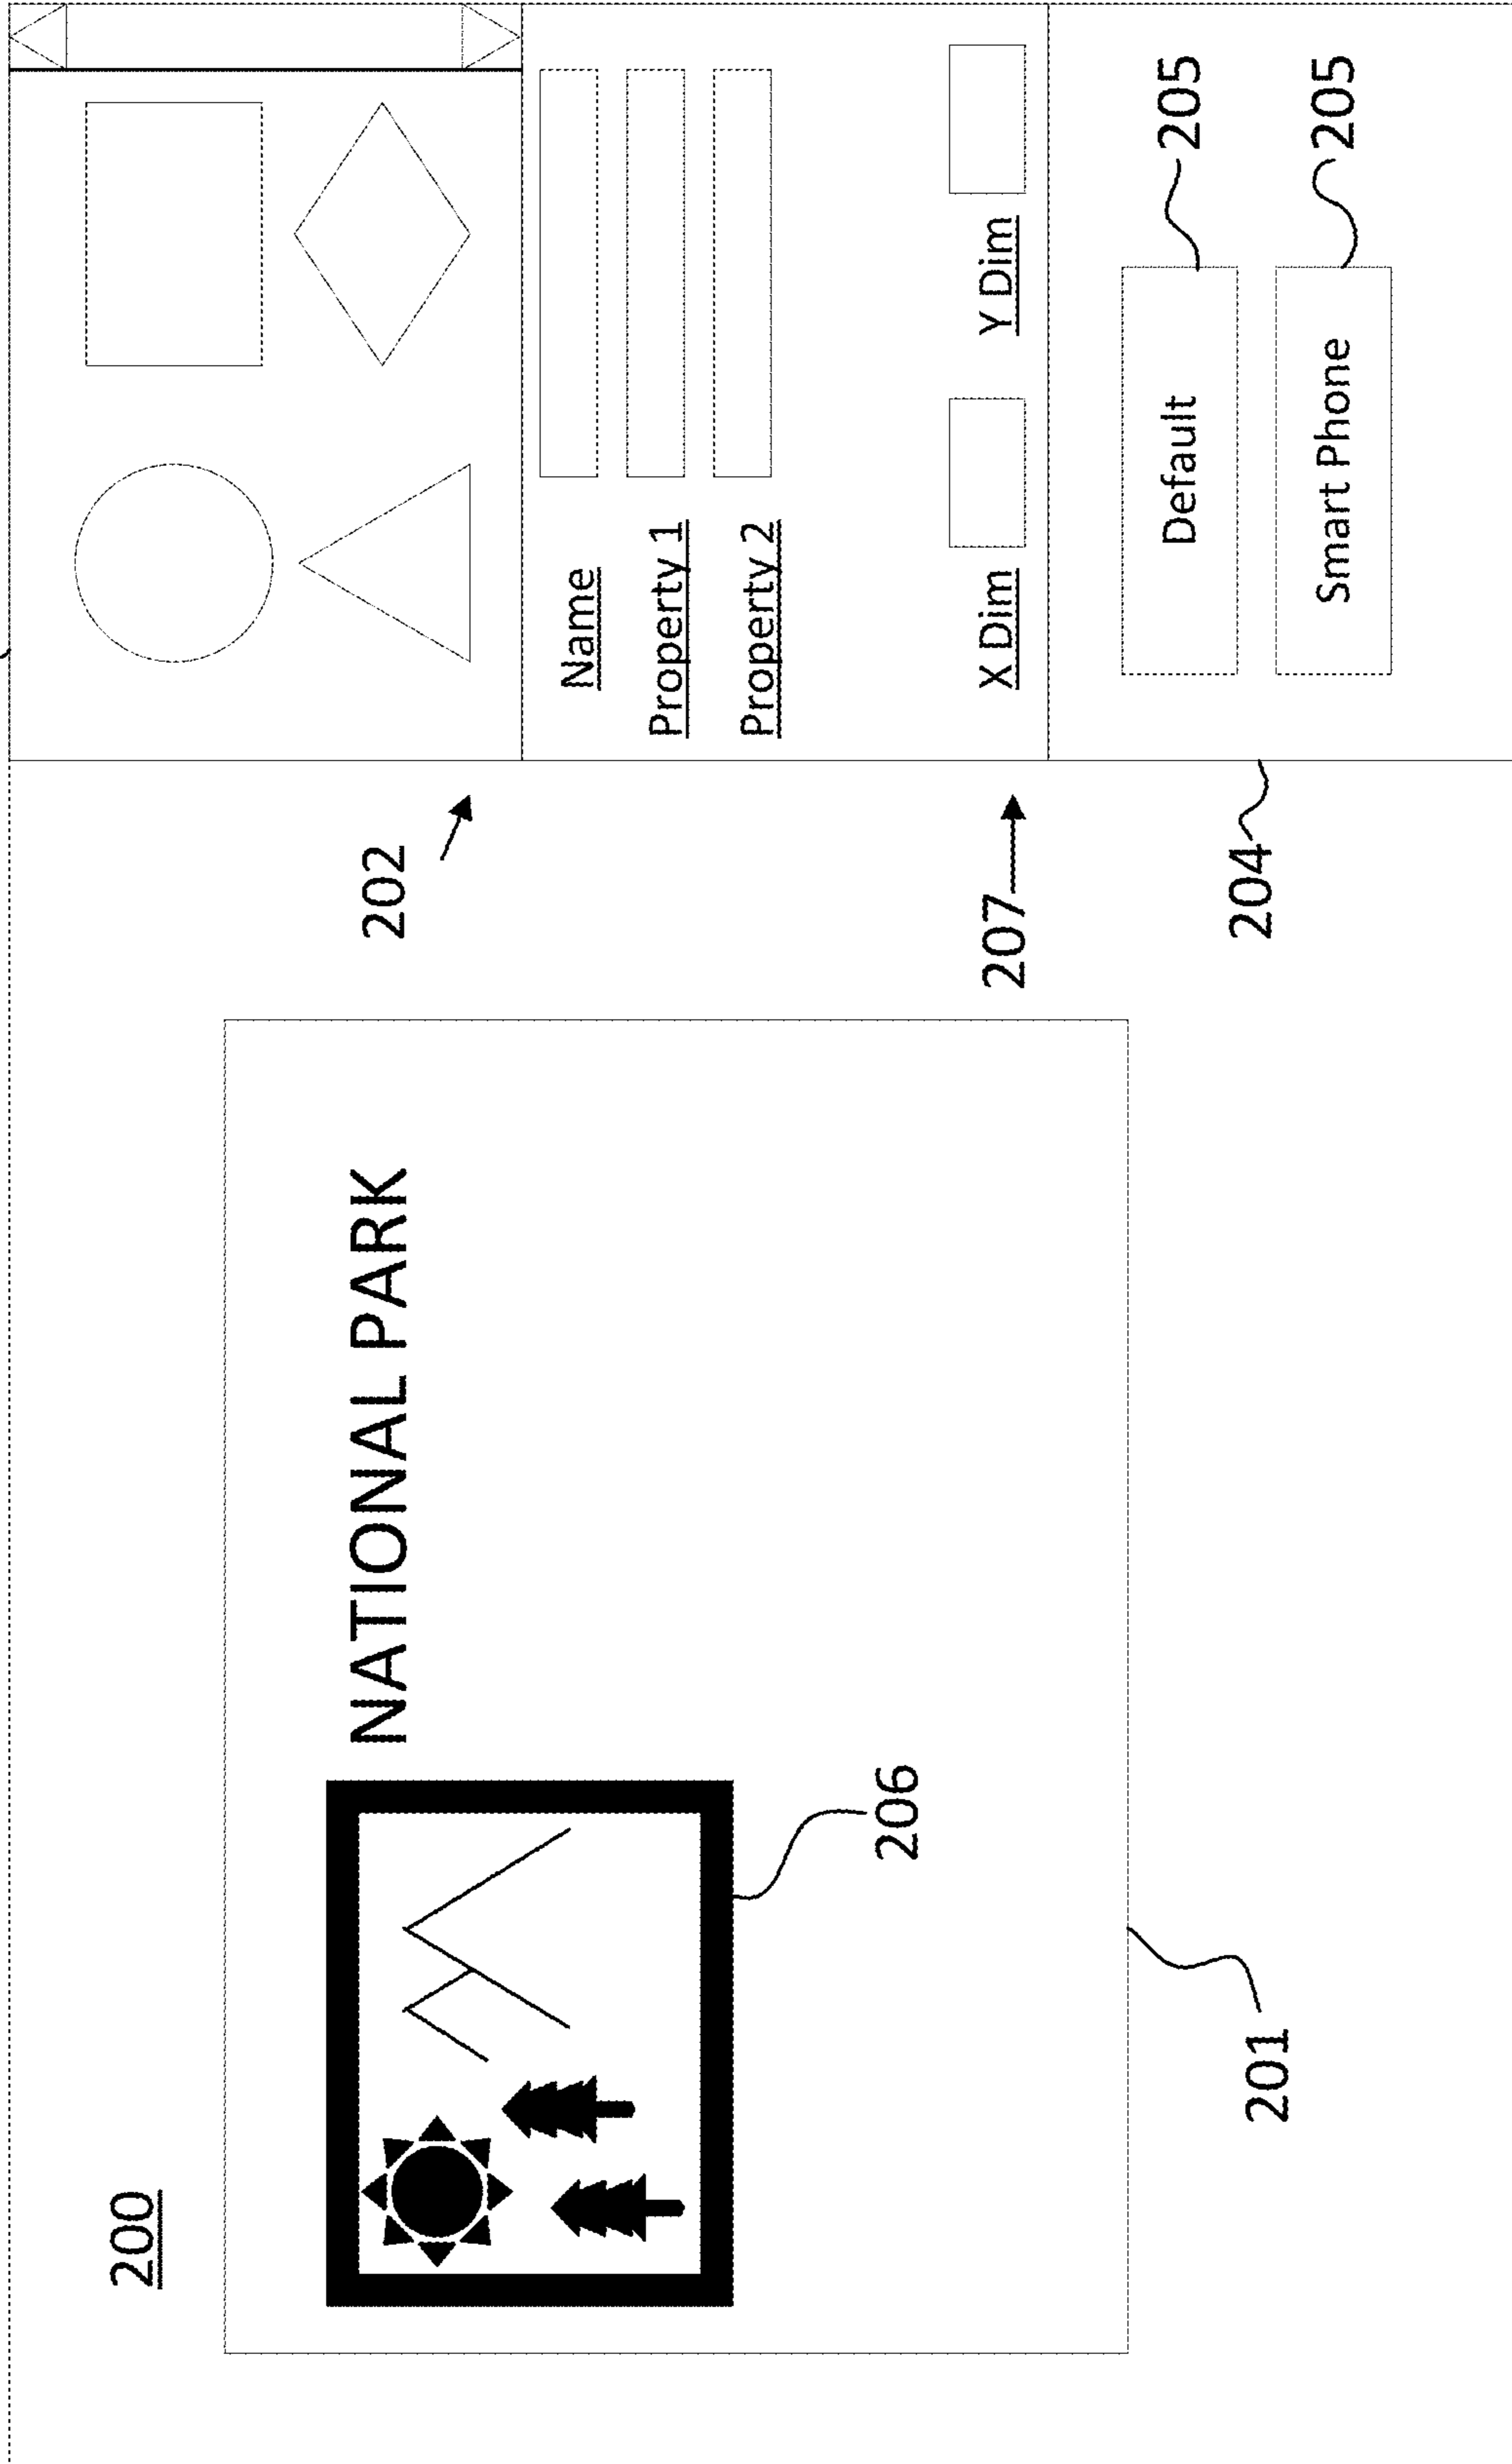 200
NATIONAL PARK
206
201
202
207
204
Name
Property 1
Property 2
X Dim
Y Dim
Default
205
Smart Phone
205